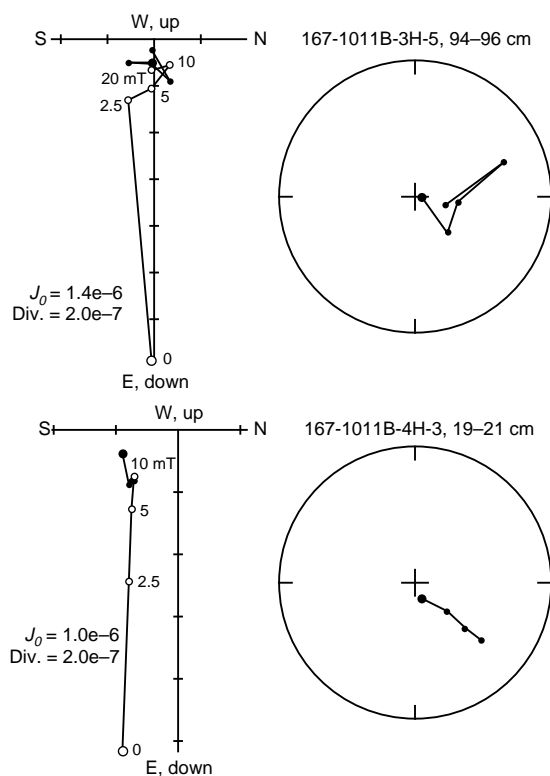 W, up
S
N
167-1011B-3H-5, 94–96 cm
10
20 mT
5
2.5
J0 = 1.4e–6
Div. = 2.0e–7
0
E, down
W, up
S
N
167-1011B-4H-3, 19–21 cm
10 mT
5
2.5
J0 = 1.0e–6
Div. = 2.0e–7
0
E, down